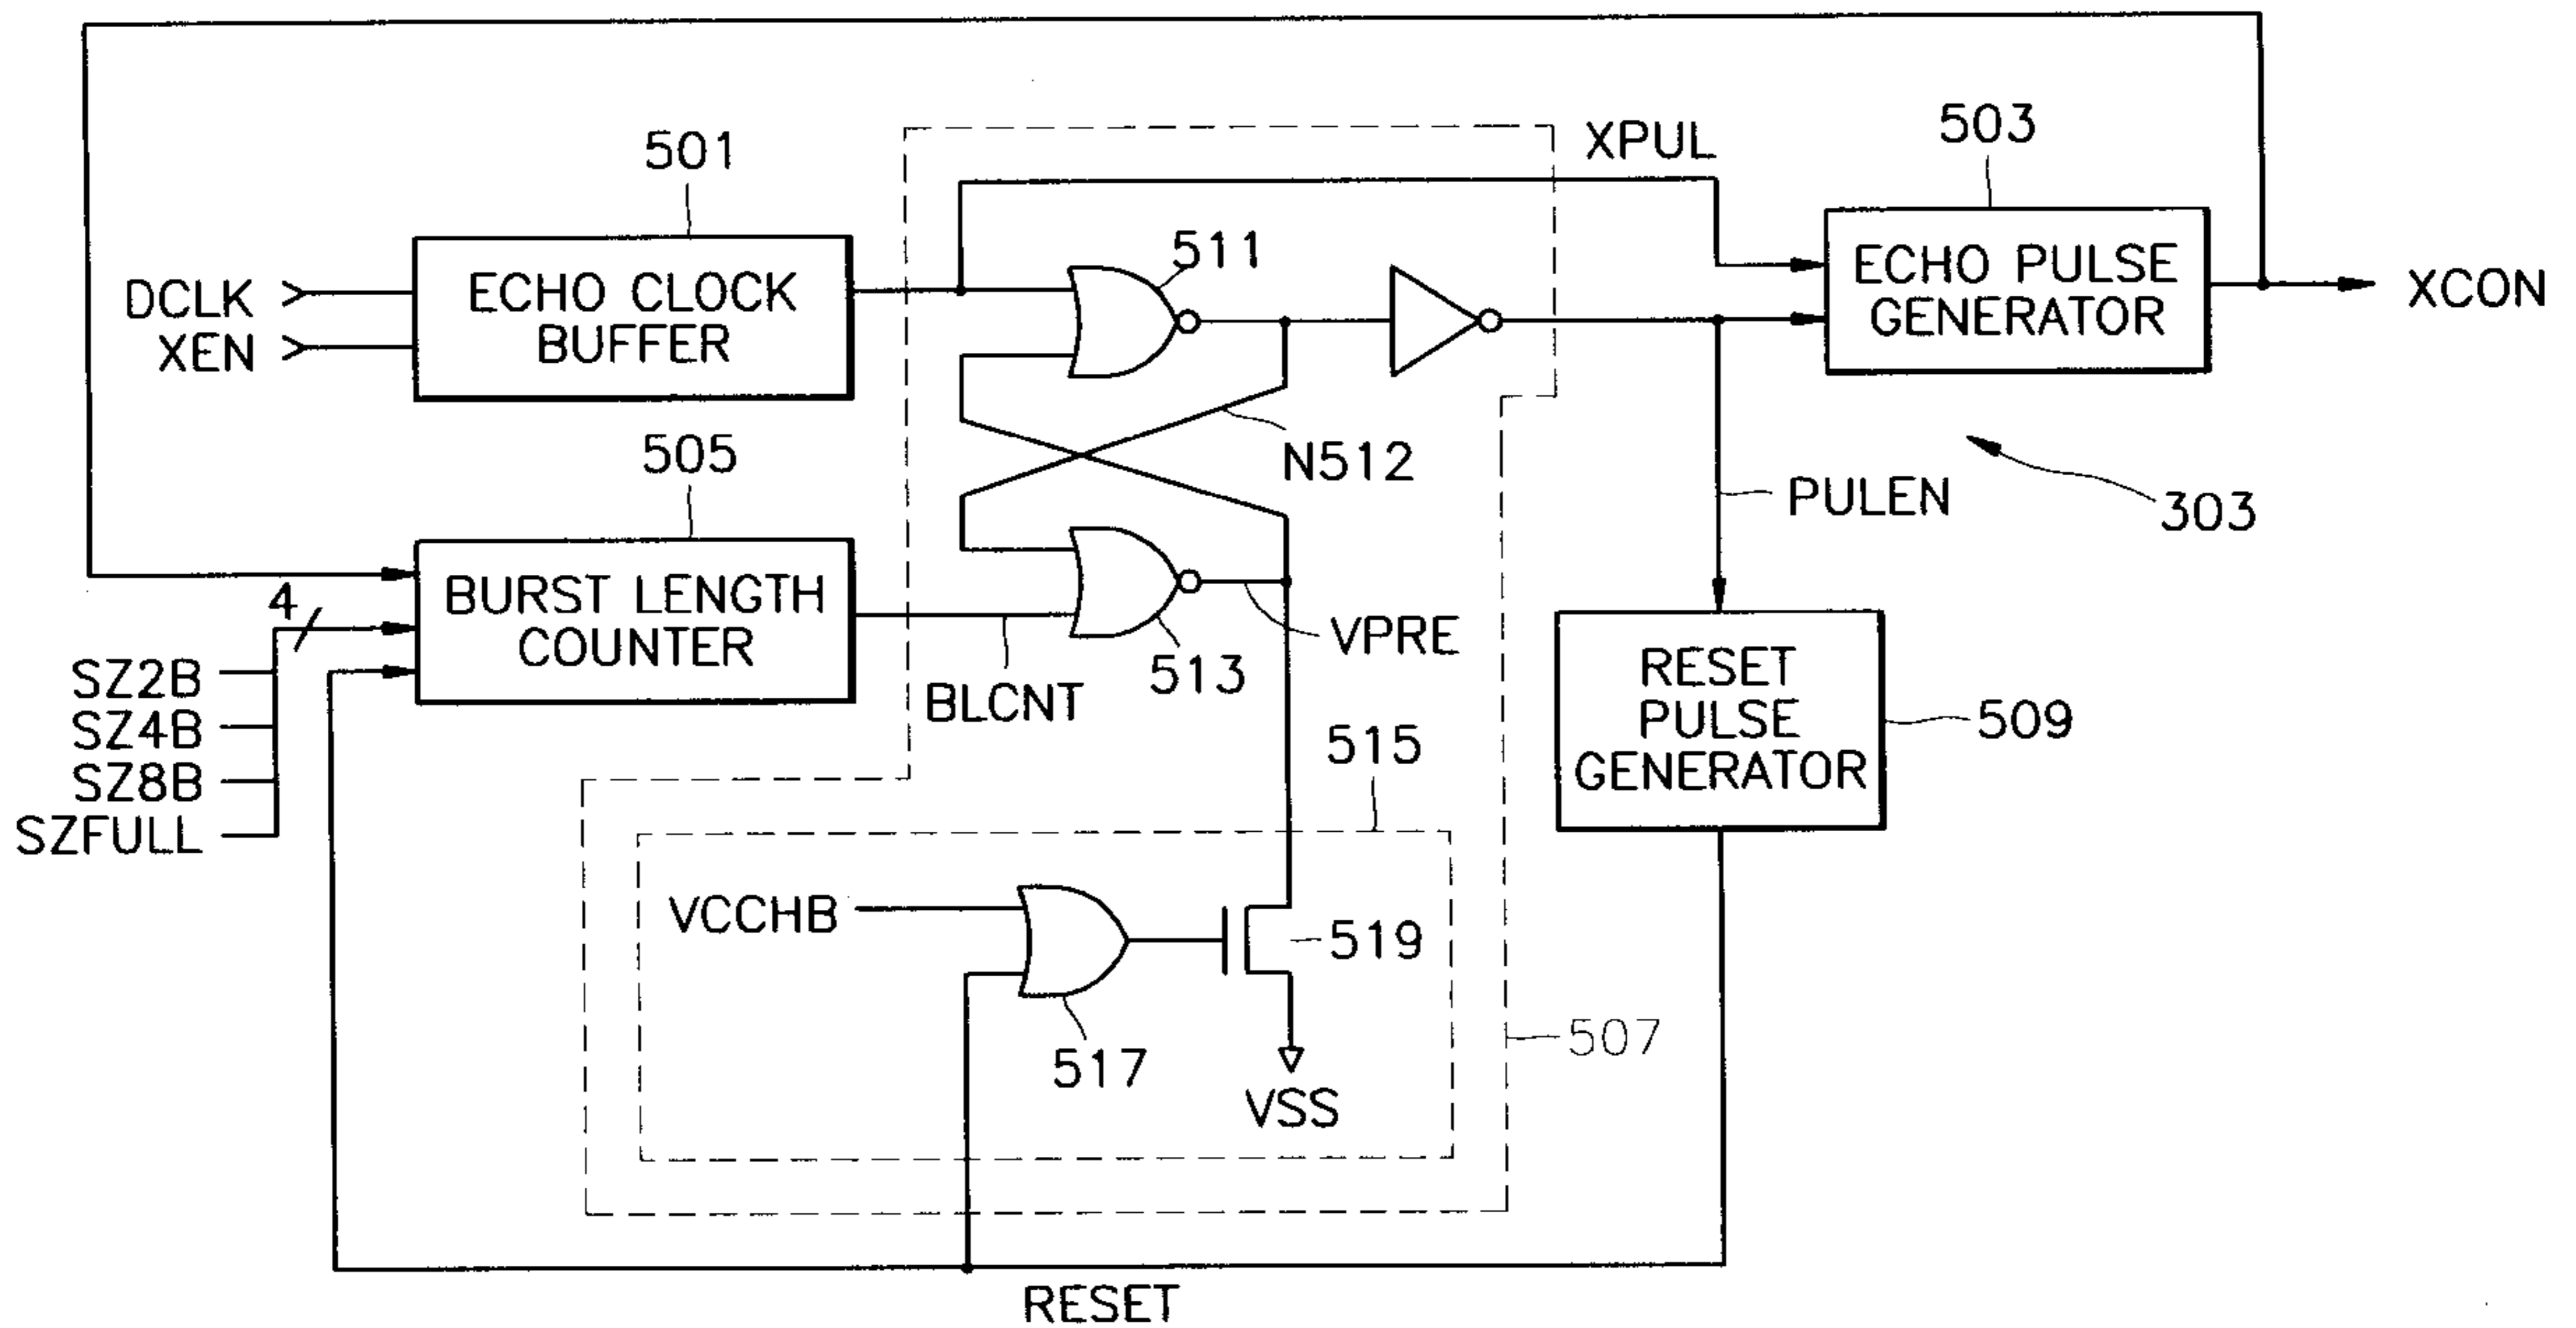 501
XPUL
503
DCLK
XEN
ECHO CLOCK
BUFFER
511
ECHO PULSE
GENERATOR
XCON
505
N512
PULEN
303
4
BURST LENGTH
COUNTER
VPRE
SZ2B
SZ4B
SZ8B
SZFULL
BLCNT
513
RESET
PULSE
GENERATOR
509
515
VCCHB
519
517
VSS
507
RESET